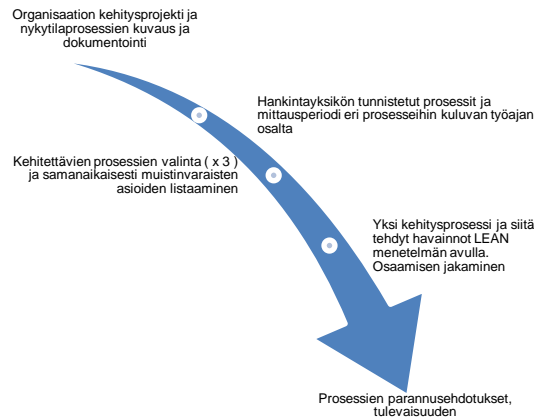 Organisaation kehitysprojekti ja
nykytilaprosessien kuvaus ja
dokumentointi
Hankintayksikön tunnistetut prosessit ja
mittausperiodi eri prosesseihin kuluvan työajan
osalta
Kehitettävien prosessien valinta ( x 3 )
ja samanaikaisesti muistinvaraisten
asioiden listaaminen
Yksi kehitysprosessi ja siitä
tehdyt havainnot LEAN
menetelmän avulla.
Osaamisen jakaminen
Prosessien parannusehdotukset,
tulevaisuuden